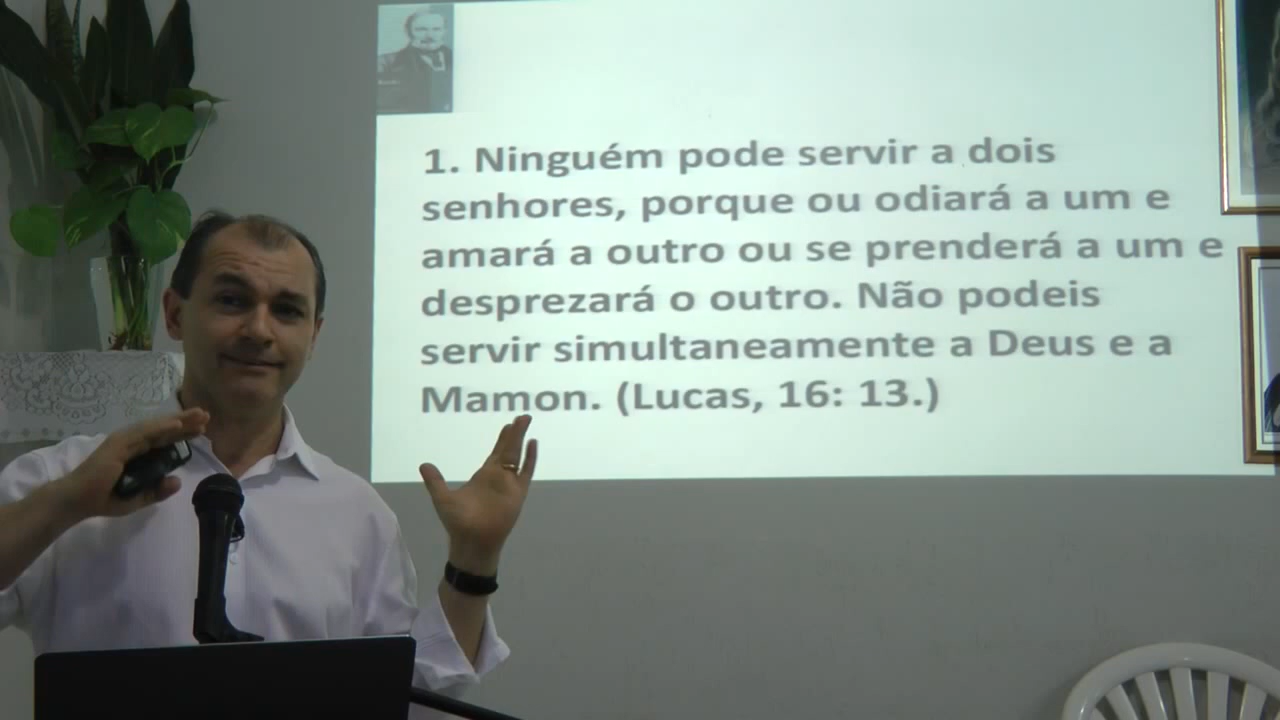 1. Ninguém pode servir a dois
senhores, porque ou odiará a um e
amará a outro ou se prenderá a um e
desprezará o outro. Não podeis
servir simultaneamente a Deus e a
Mamon. (Lucas, 16: 13.)